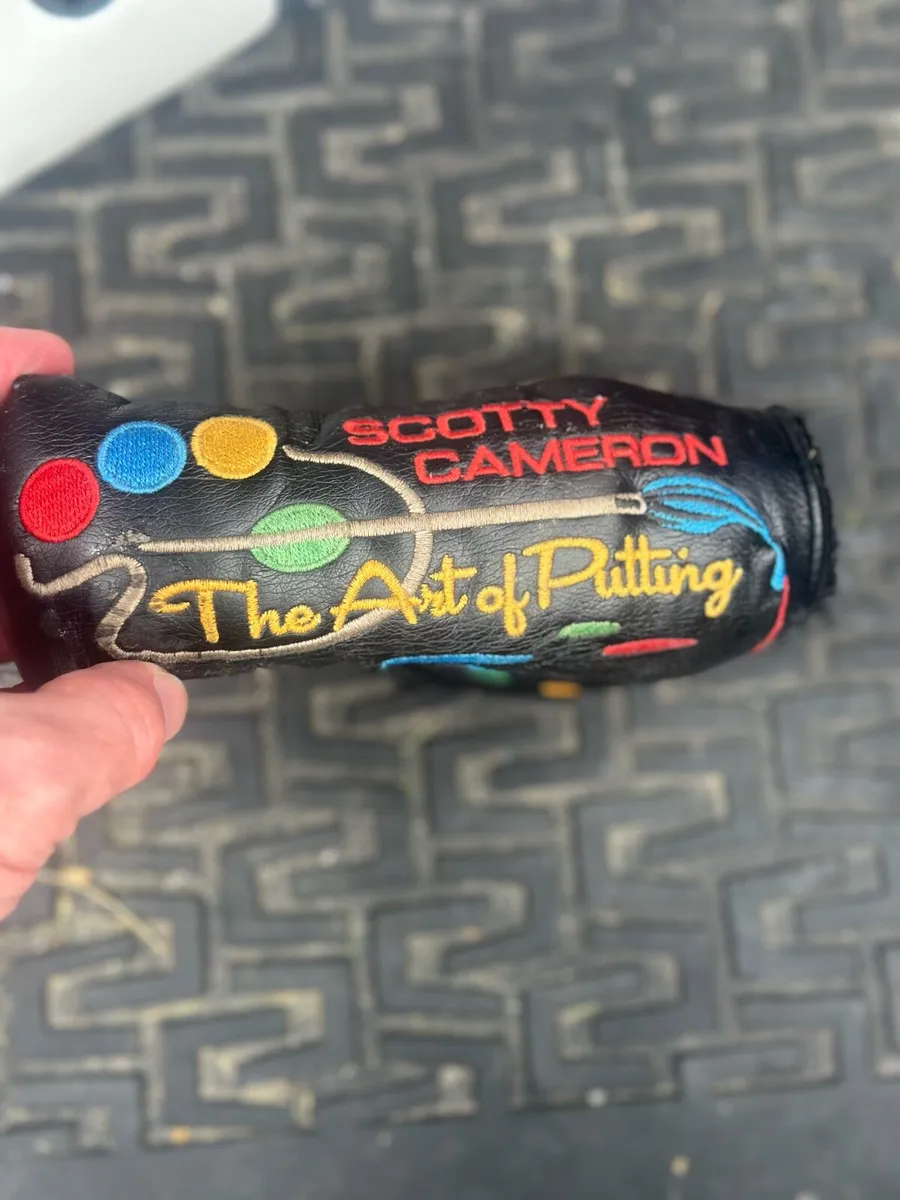 SCOTTY
CAMERON
The Art of Putting